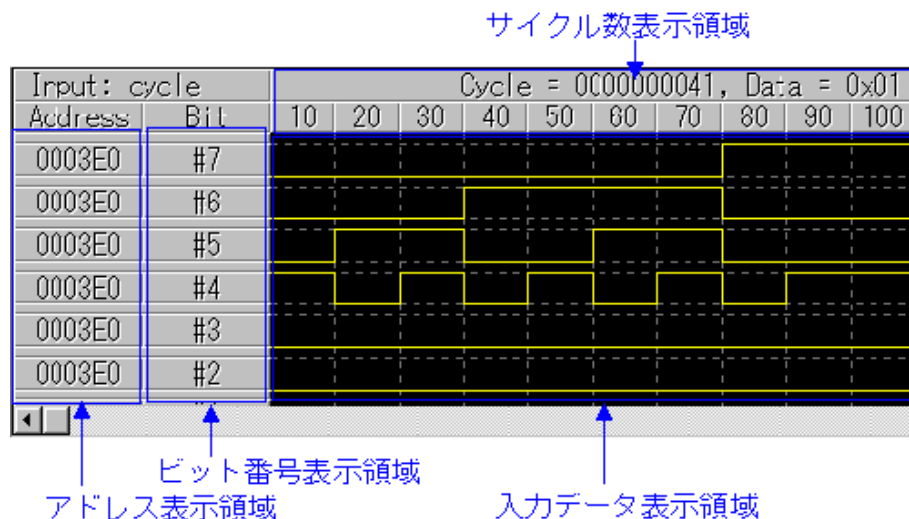 サイクル数表示領域
Input: cycle Cycle = 0000000041, Data = 0x01
Address Bit 10 20 30 40 50 60 70 80 90 100
0003E0 #7
0003E0 #6
0003E0 #5
0003E0 #4
0003E0 #3
0003E0 #2
ビット番号表示領域
アドレス表示領域 入力データ表示領域